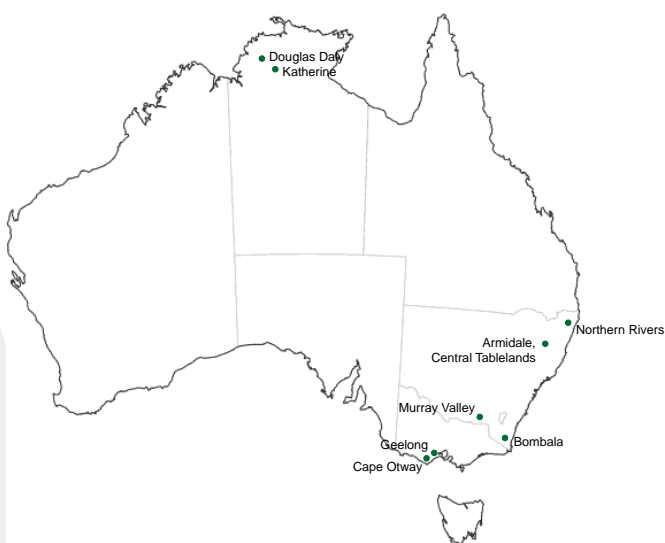 Douglas Daly
Katherine
Northern Rivers
Armidale,
Central Tablelands
Murray Valley
Bombala
Geelong
Cape Otway